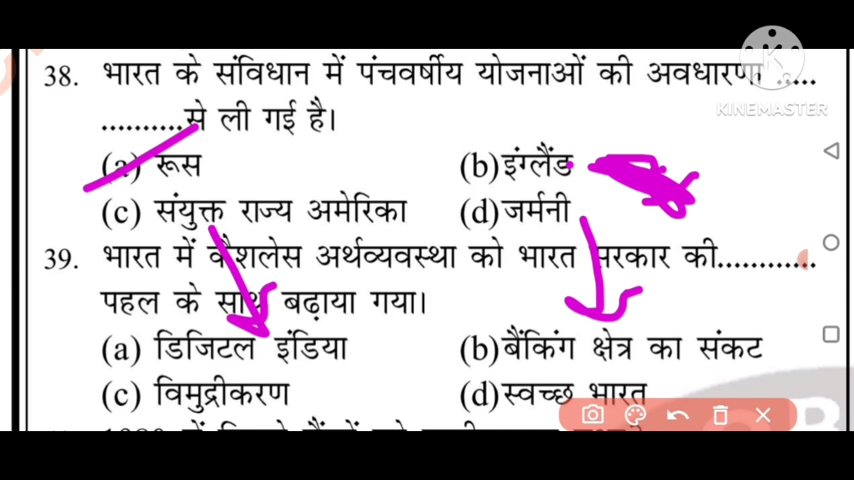 KINEMASTER
38. भारत के संविधान में पंचवर्षीय योजनाओं की अवधारणा .....
...........से ली गई है।
(a) रूस (b) इंग्लैंड
(c) संयुक्त राज्य अमेरिका (d) जर्मनी
39. भारत में कैशलेस अर्थव्यवस्था को भारत सरकार की.............
पहल के साथ बढ़ाया गया।
(a) डिजिटल इंडिया (b) बैंकिंग क्षेत्र का संकट
(c) विमुद्रीकरण (d) स्वच्छ भारत